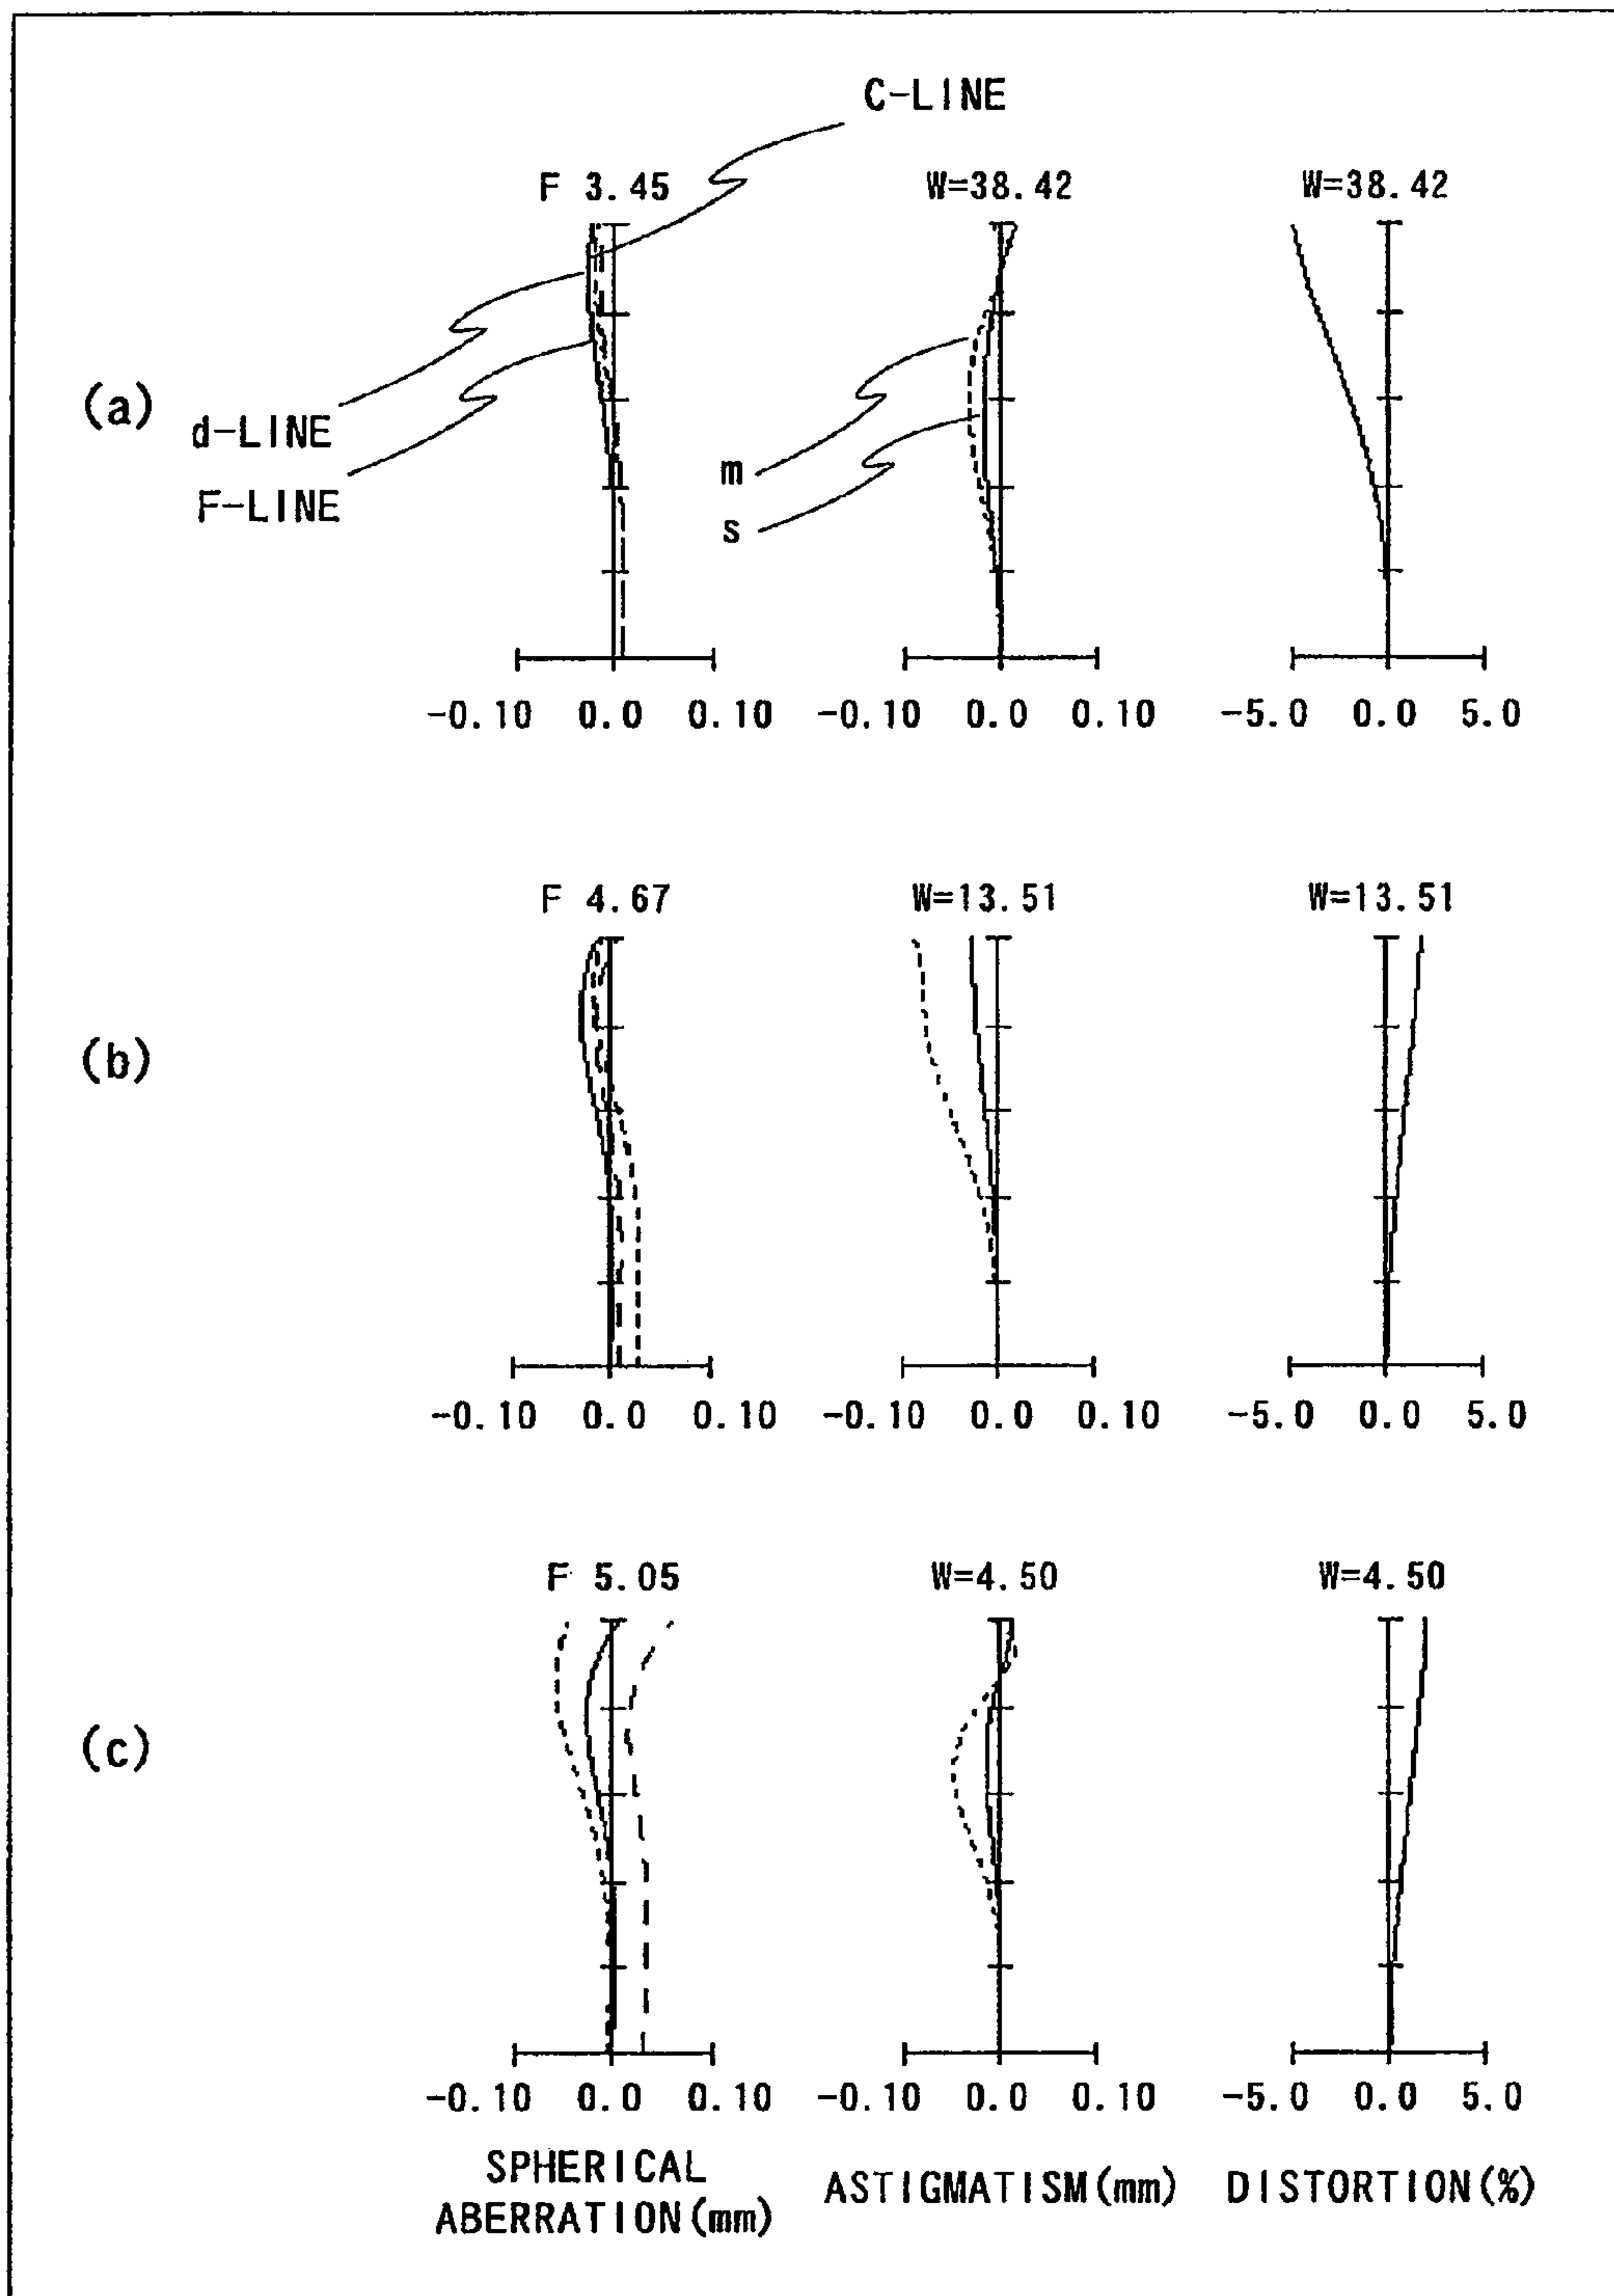 C-LINE
F 3.45
W=38.42
W=38.42
(a)
d-LINE
F-LINE
m
s
-0.10 0.0 0.10
-0.10 0.0 0.10
-5.0 0.0 5.0
F 4.67
W=13.51
W=13.51
(b)
-0.10 0.0 0.10
-0.10 0.0 0.10
-5.0 0.0 5.0
F 5.05
W=4.50
W=4.50
(c)
-0.10 0.0 0.10
-0.10 0.0 0.10
-5.0 0.0 5.0
SPHERICAL
ABERRATION(mm)
ASTIGMATISM(mm)
DISTORTION(%)